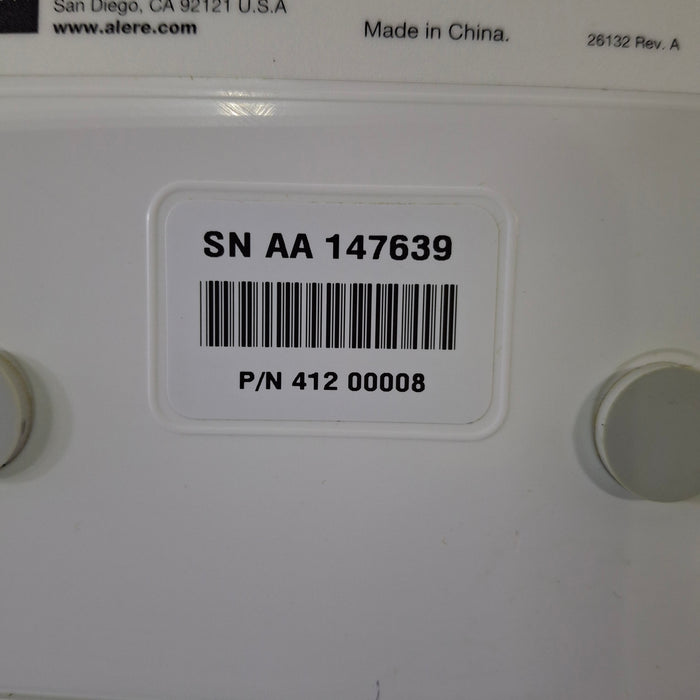 San Diego, CA 92121 U.S.A
www.alere.com
Made in China.
26132 Rev. A
SN AA 147639
P/N 412 00008